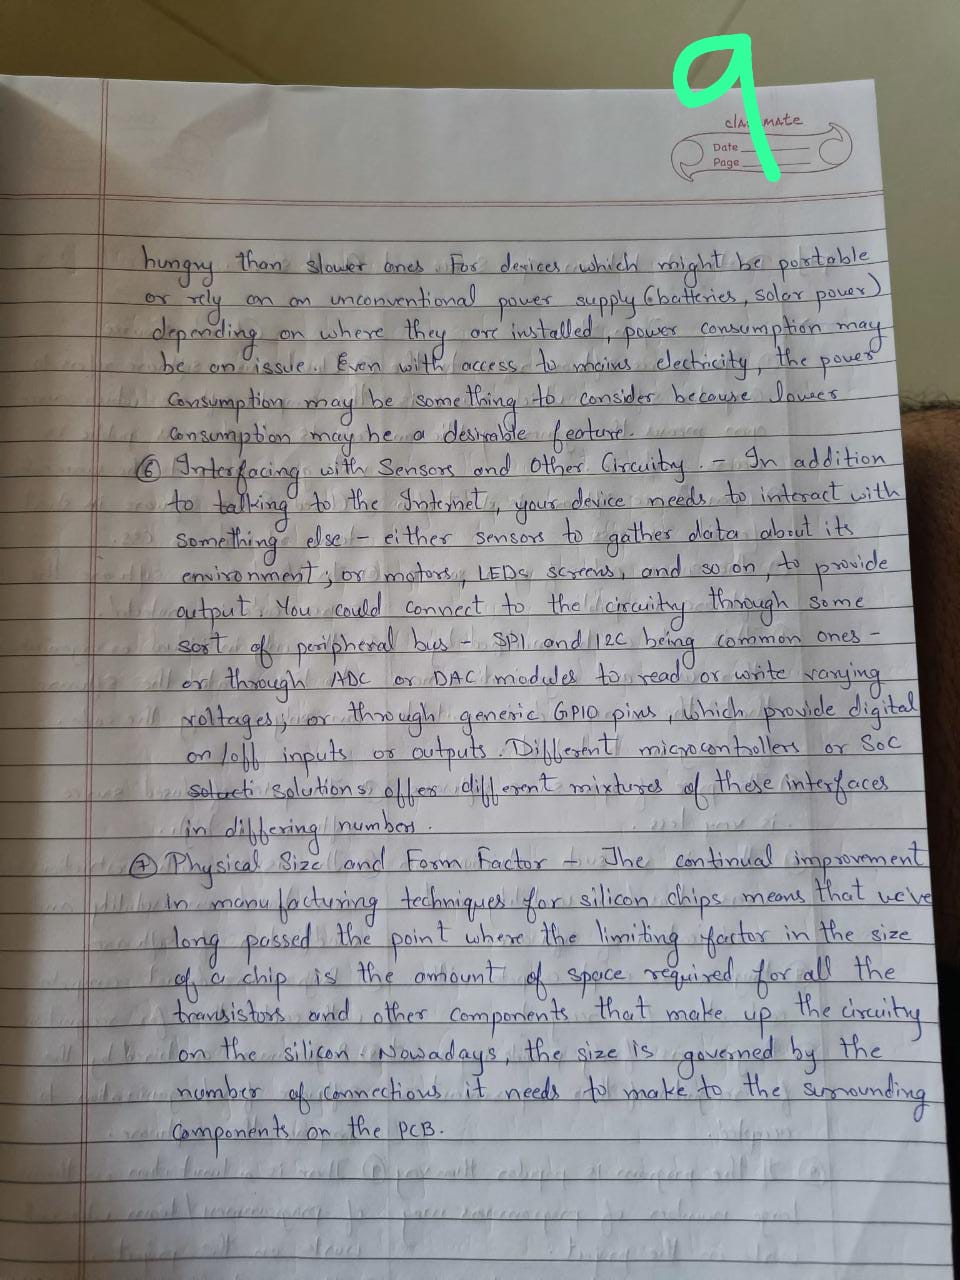 9
classmate
Date
Page
hungry than slower ones. For devices which might be portable
or rely on an unconventional power supply (batteries, solar power)
depending on where they are installed, power consumption may
be an issue. Even with access to mains electricity, the power
consumption may be something to consider because lower
consumption may be a desirable feature.
⑥ Interfacing with Sensors and Other Circuitry. - In addition
to talking to the Internet, your device needs to interact with
something else - either sensors to gather data about its
environment; or motors, LEDs screens, and so on, to provide
output. You could connect to the circuitry through some
sort of peripheral bus - SPI and I2C being common ones -
or through ADC or DAC modules to read or write varying
voltages; or through generic GPIO pins, which provide digital
on/off inputs or outputs. Different microcontrollers or SoC
soluti solutions offer different mixtures of these interfaces
in differing numbers.
⑦ Physical Size and Form Factor - The continual improvement
in manufacturing techniques for silicon chips means that we've
long passed the point where the limiting factor in the size
of a chip is the amount of space required for all the
transistors and other components that make up the circuitry
on the silicon. Nowadays, the size is governed by the
number of connections it needs to make to the surrounding
components on the PCB.